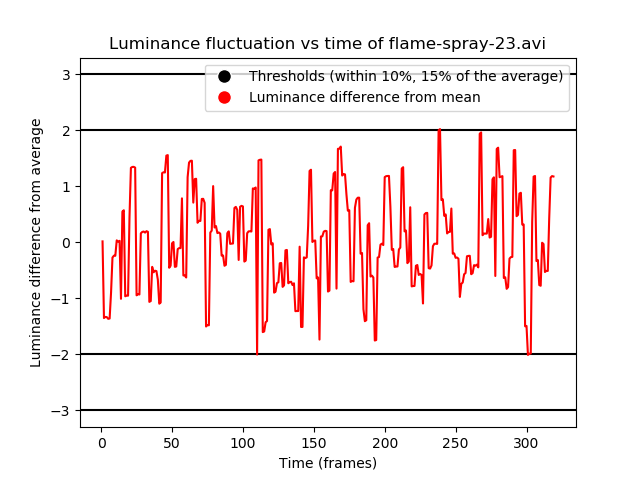 Luminance fluctuation vs time of flame-spray-23.avi
Thresholds (within 10%, 15% of the average)
Luminance difference from mean
Luminance difference from average
3
2
1
0
−1
−2
−3
0 50 100 150 200 250 300
Time (frames)